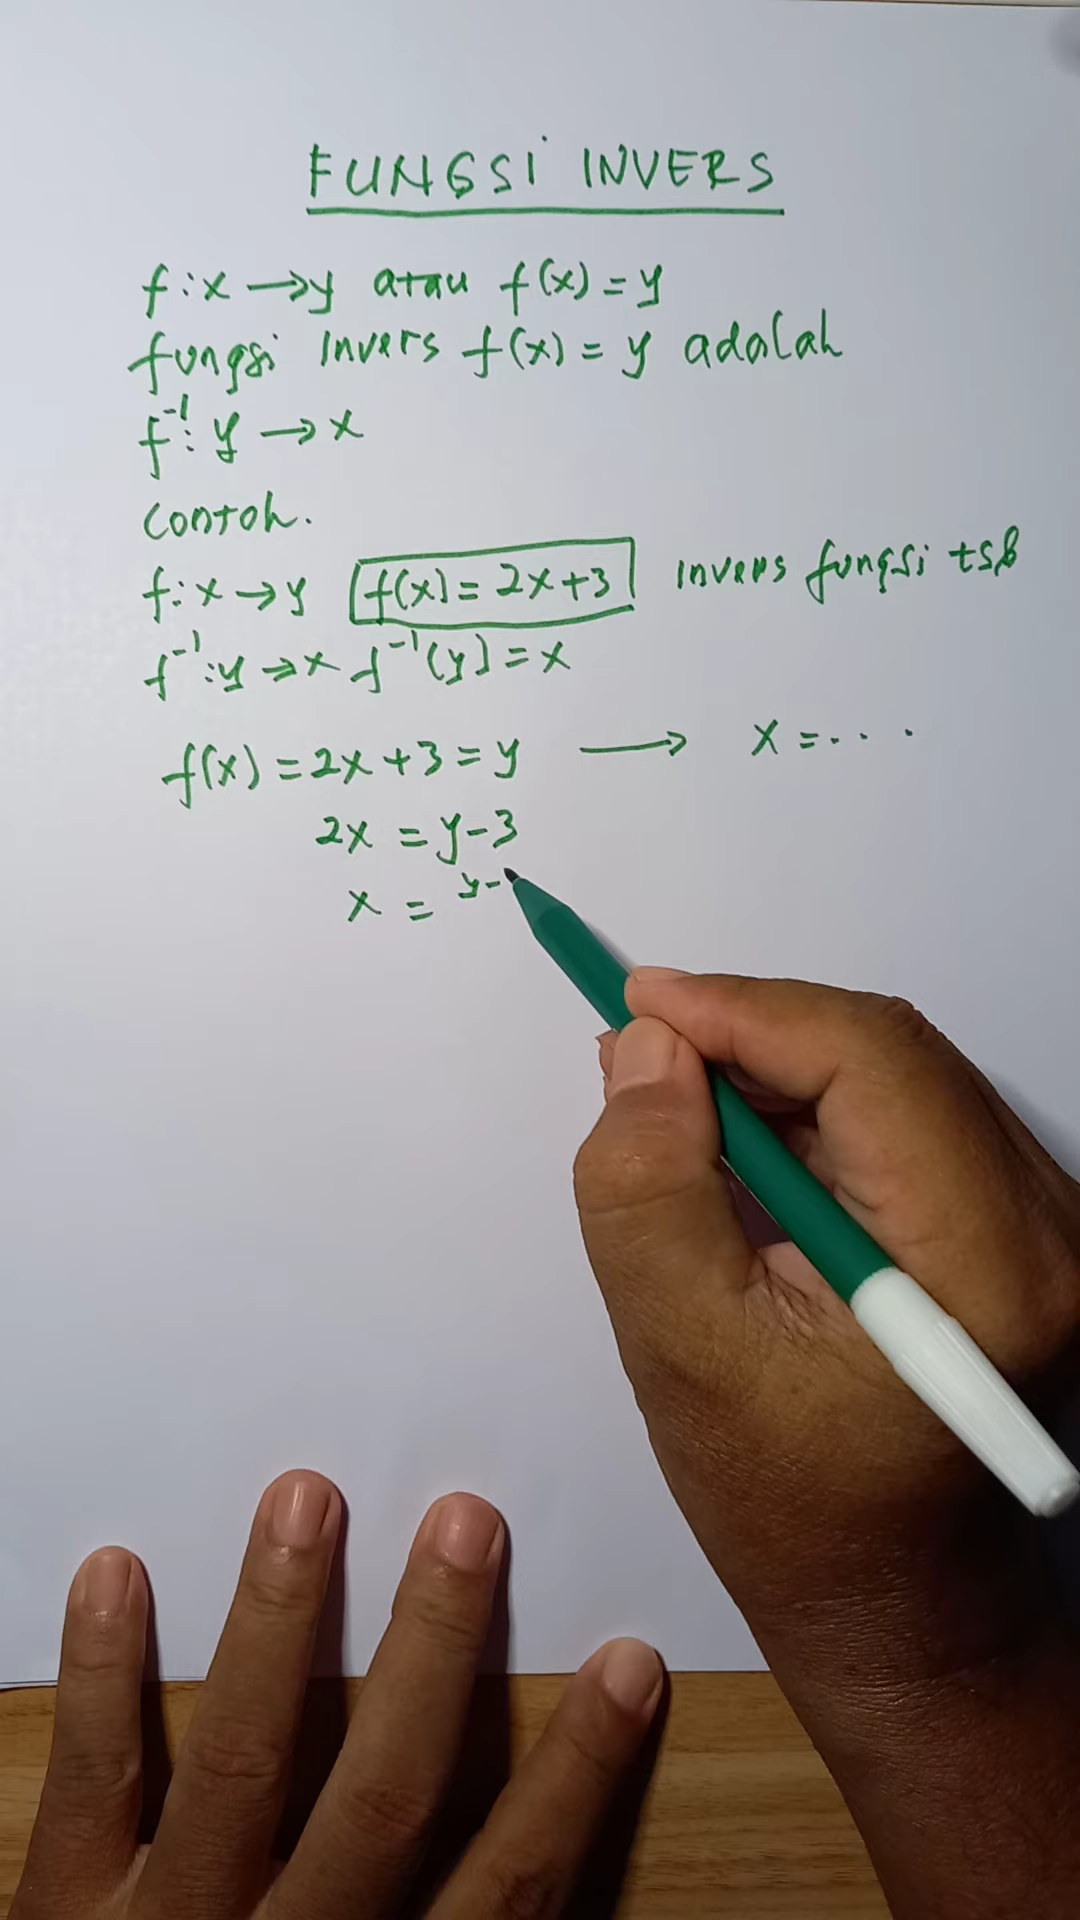 FUNGSI INVERS
f : x → y atau f(x) = y
fungsi invers f(x) = y adalah
f⁻¹ : y → x
contoh.
f : x → y f(x) = 2x + 3 invers fungsi tsb
f⁻¹ : y → x f⁻¹(y) = x
f(x) = 2x + 3 = y → x = . . .
2x = y - 3
x = y -